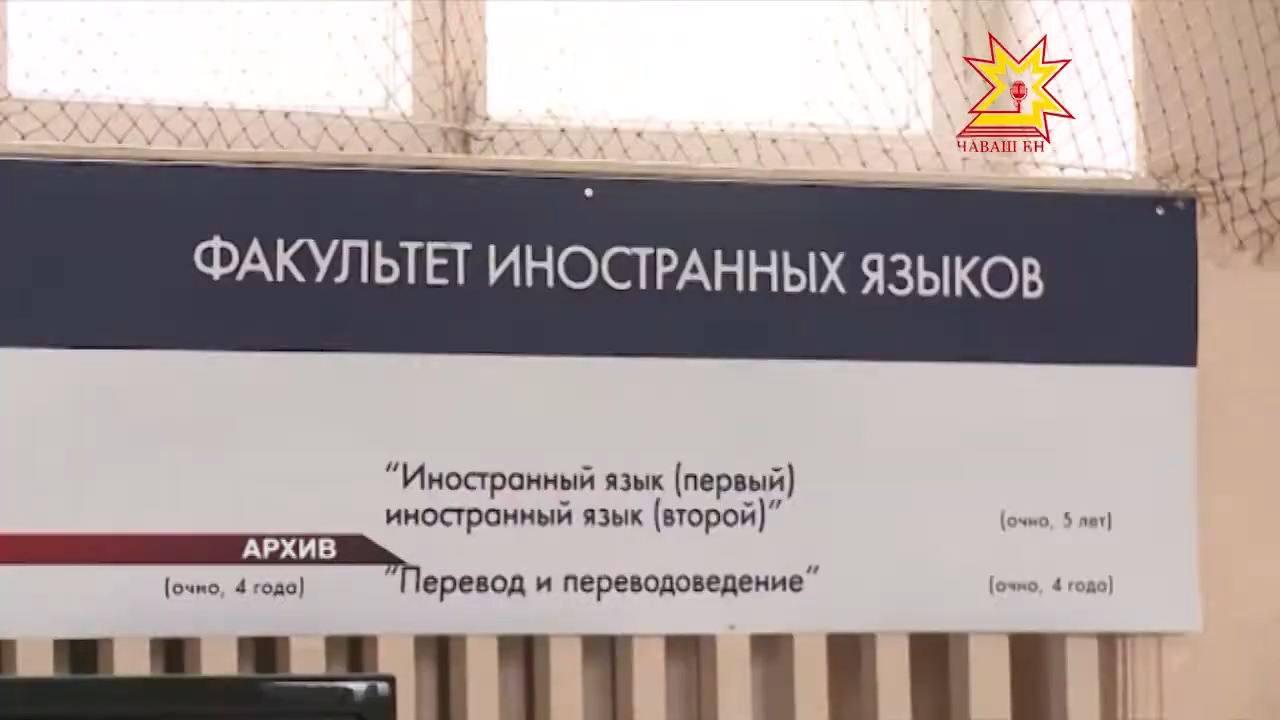 ЧӐВАШ ЕН
ФАКУЛЬТЕТ ИНОСТРАННЫХ ЯЗЫКОВ
“Иностранный язык (первый)
иностранный язык (второй)” (очно, 5 лет)
АРХИВ
(очно, 4 года) “Перевод и переводоведение” (очно, 4 года)